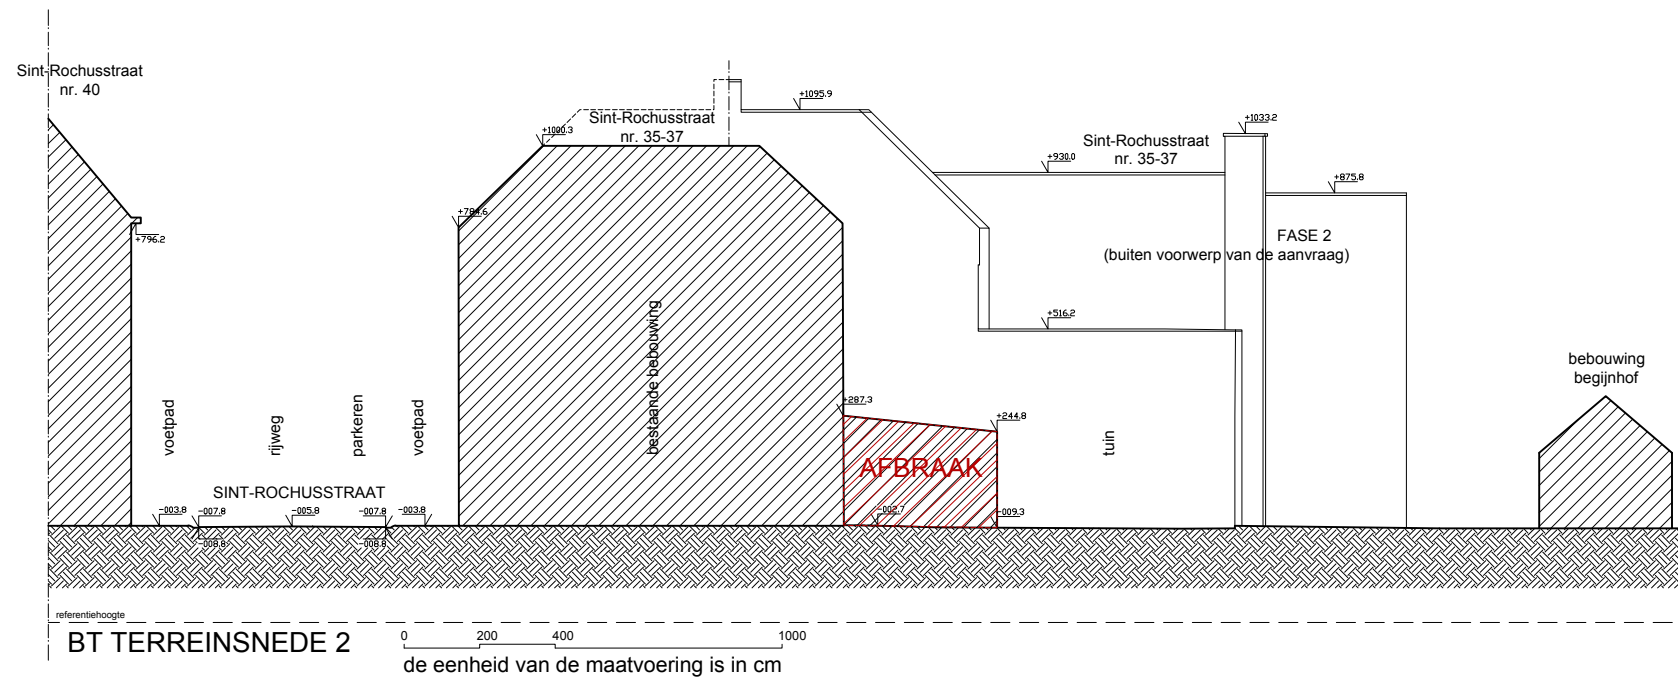 Sint-Rochusstraat
nr. 40
+796.2
voetpad
rijweg
parkeren
voetpad
SINT-ROCHUSSTRAAT
-003.8
-007.8
-008.8
-005.8
-007.8
-008.8
-003.8
+784.6
+1000.3
Sint-Rochusstraat
nr. 35-37
bestaande bebouwing
+1095.9
+287.3
+244.8
AFBRAAK
-002.7
-009.3
+930.0
Sint-Rochusstraat
nr. 35-37
+1033.2
+875.8
FASE 2
(buiten voorwerp van de aanvraag)
+516.2
tuin
bebouwing
begijnhof
referentiehoogte
BT TERREINSNEDE 2
0 200 400 1000
de eenheid van de maatvoering is in cm